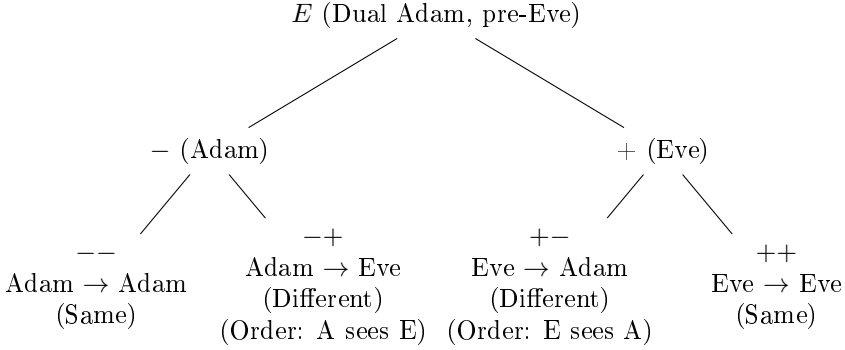 E (Dual Adam, pre-Eve)
− (Adam)
+ (Eve)
−−
Adam → Adam
(Same)
−+
Adam → Eve
(Different)
(Order: A sees E)
+−
Eve → Adam
(Different)
(Order: E sees A)
++
Eve → Eve
(Same)